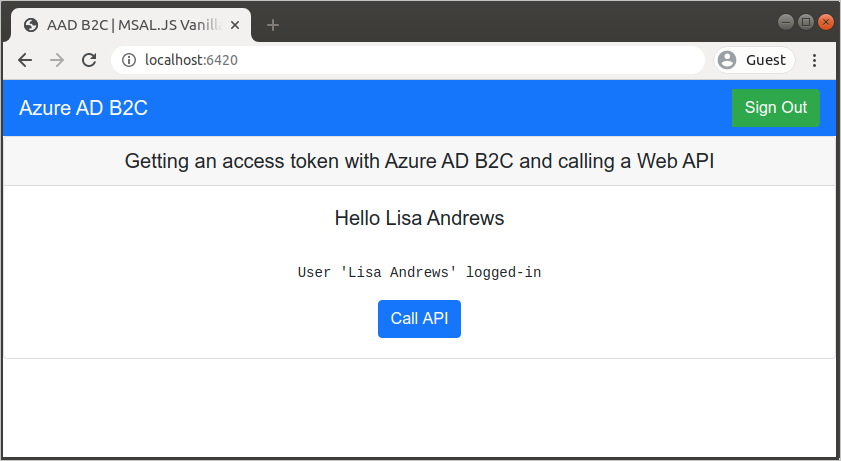 AAD B2C | MSAL.JS Vanill
localhost:6420
Guest
Azure AD B2C
Sign Out
Getting an access token with Azure AD B2C and calling a Web API
Hello Lisa Andrews
User 'Lisa Andrews' logged-in
Call API